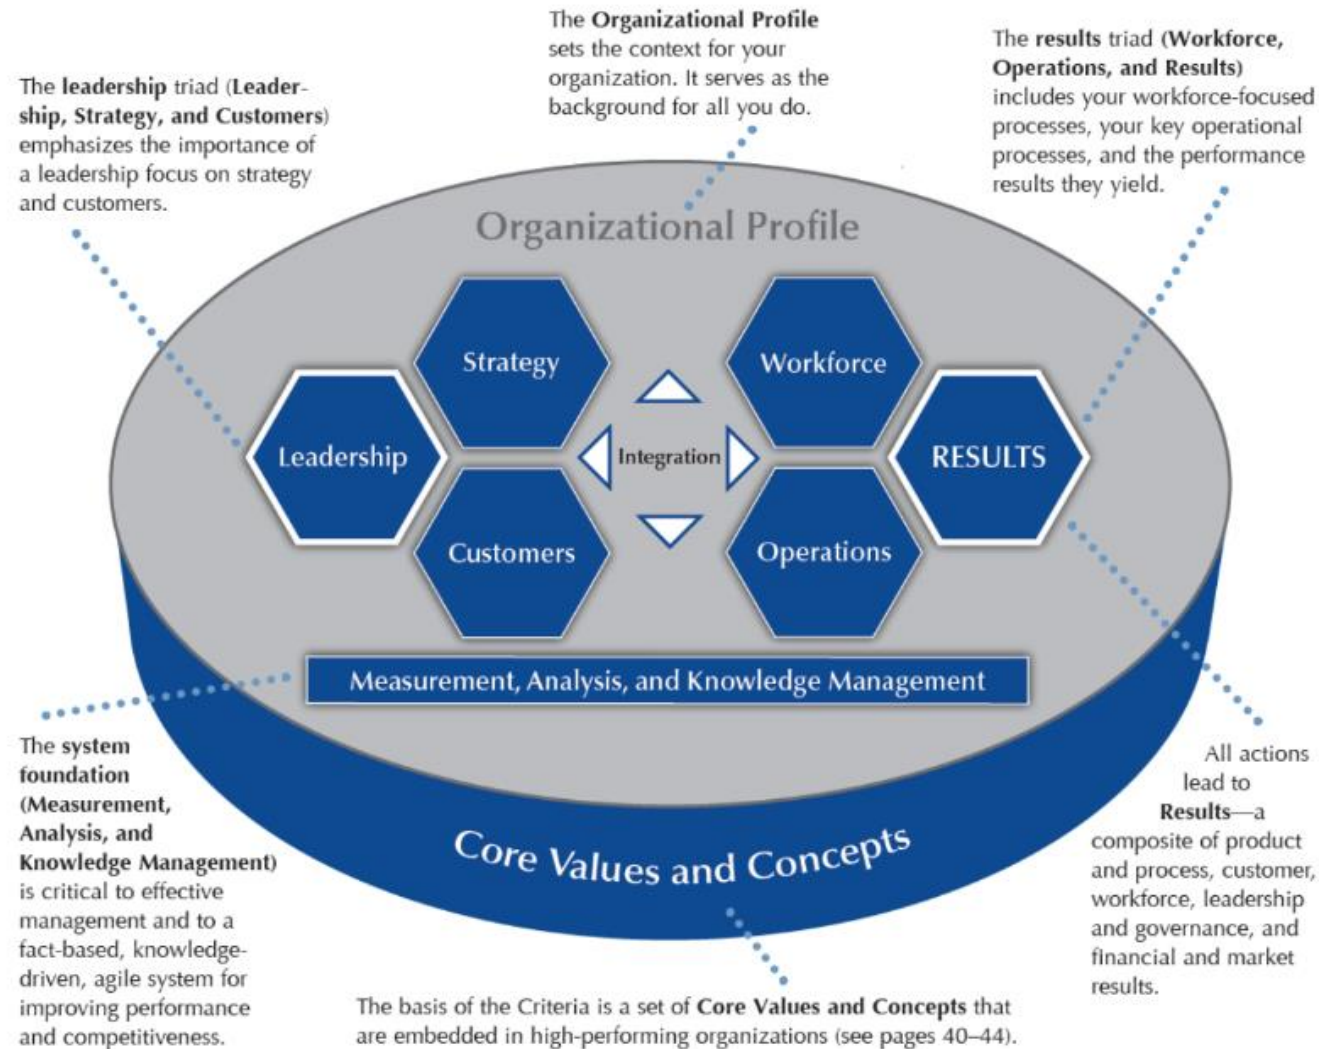 The Organizational Profile
sets the context for your
organization. It serves as the
background for all you do.
The results triad (Workforce,
Operations, and Results)
includes your workforce-focused
processes, your key operational
processes, and the performance
results they yield.
The leadership triad (Leader-
ship, Strategy, and Customers)
emphasizes the importance of
a leadership focus on strategy
and customers.
Organizational Profile
Strategy
Workforce
Leadership
Integration
RESULTS
Customers
Operations
Measurement, Analysis, and Knowledge Management
Core Values and Concepts
The system
foundation
(Measurement,
Analysis, and
Knowledge Management)
is critical to effective
management and to a
fact-based, knowledge-
driven, agile system for
improving performance
and competitiveness.
All actions
lead to
Results—a
composite of product
and process, customer,
workforce, leadership
and governance, and
financial and market
results.
The basis of the Criteria is a set of Core Values and Concepts that
are embedded in high-performing organizations (see pages 40–44).